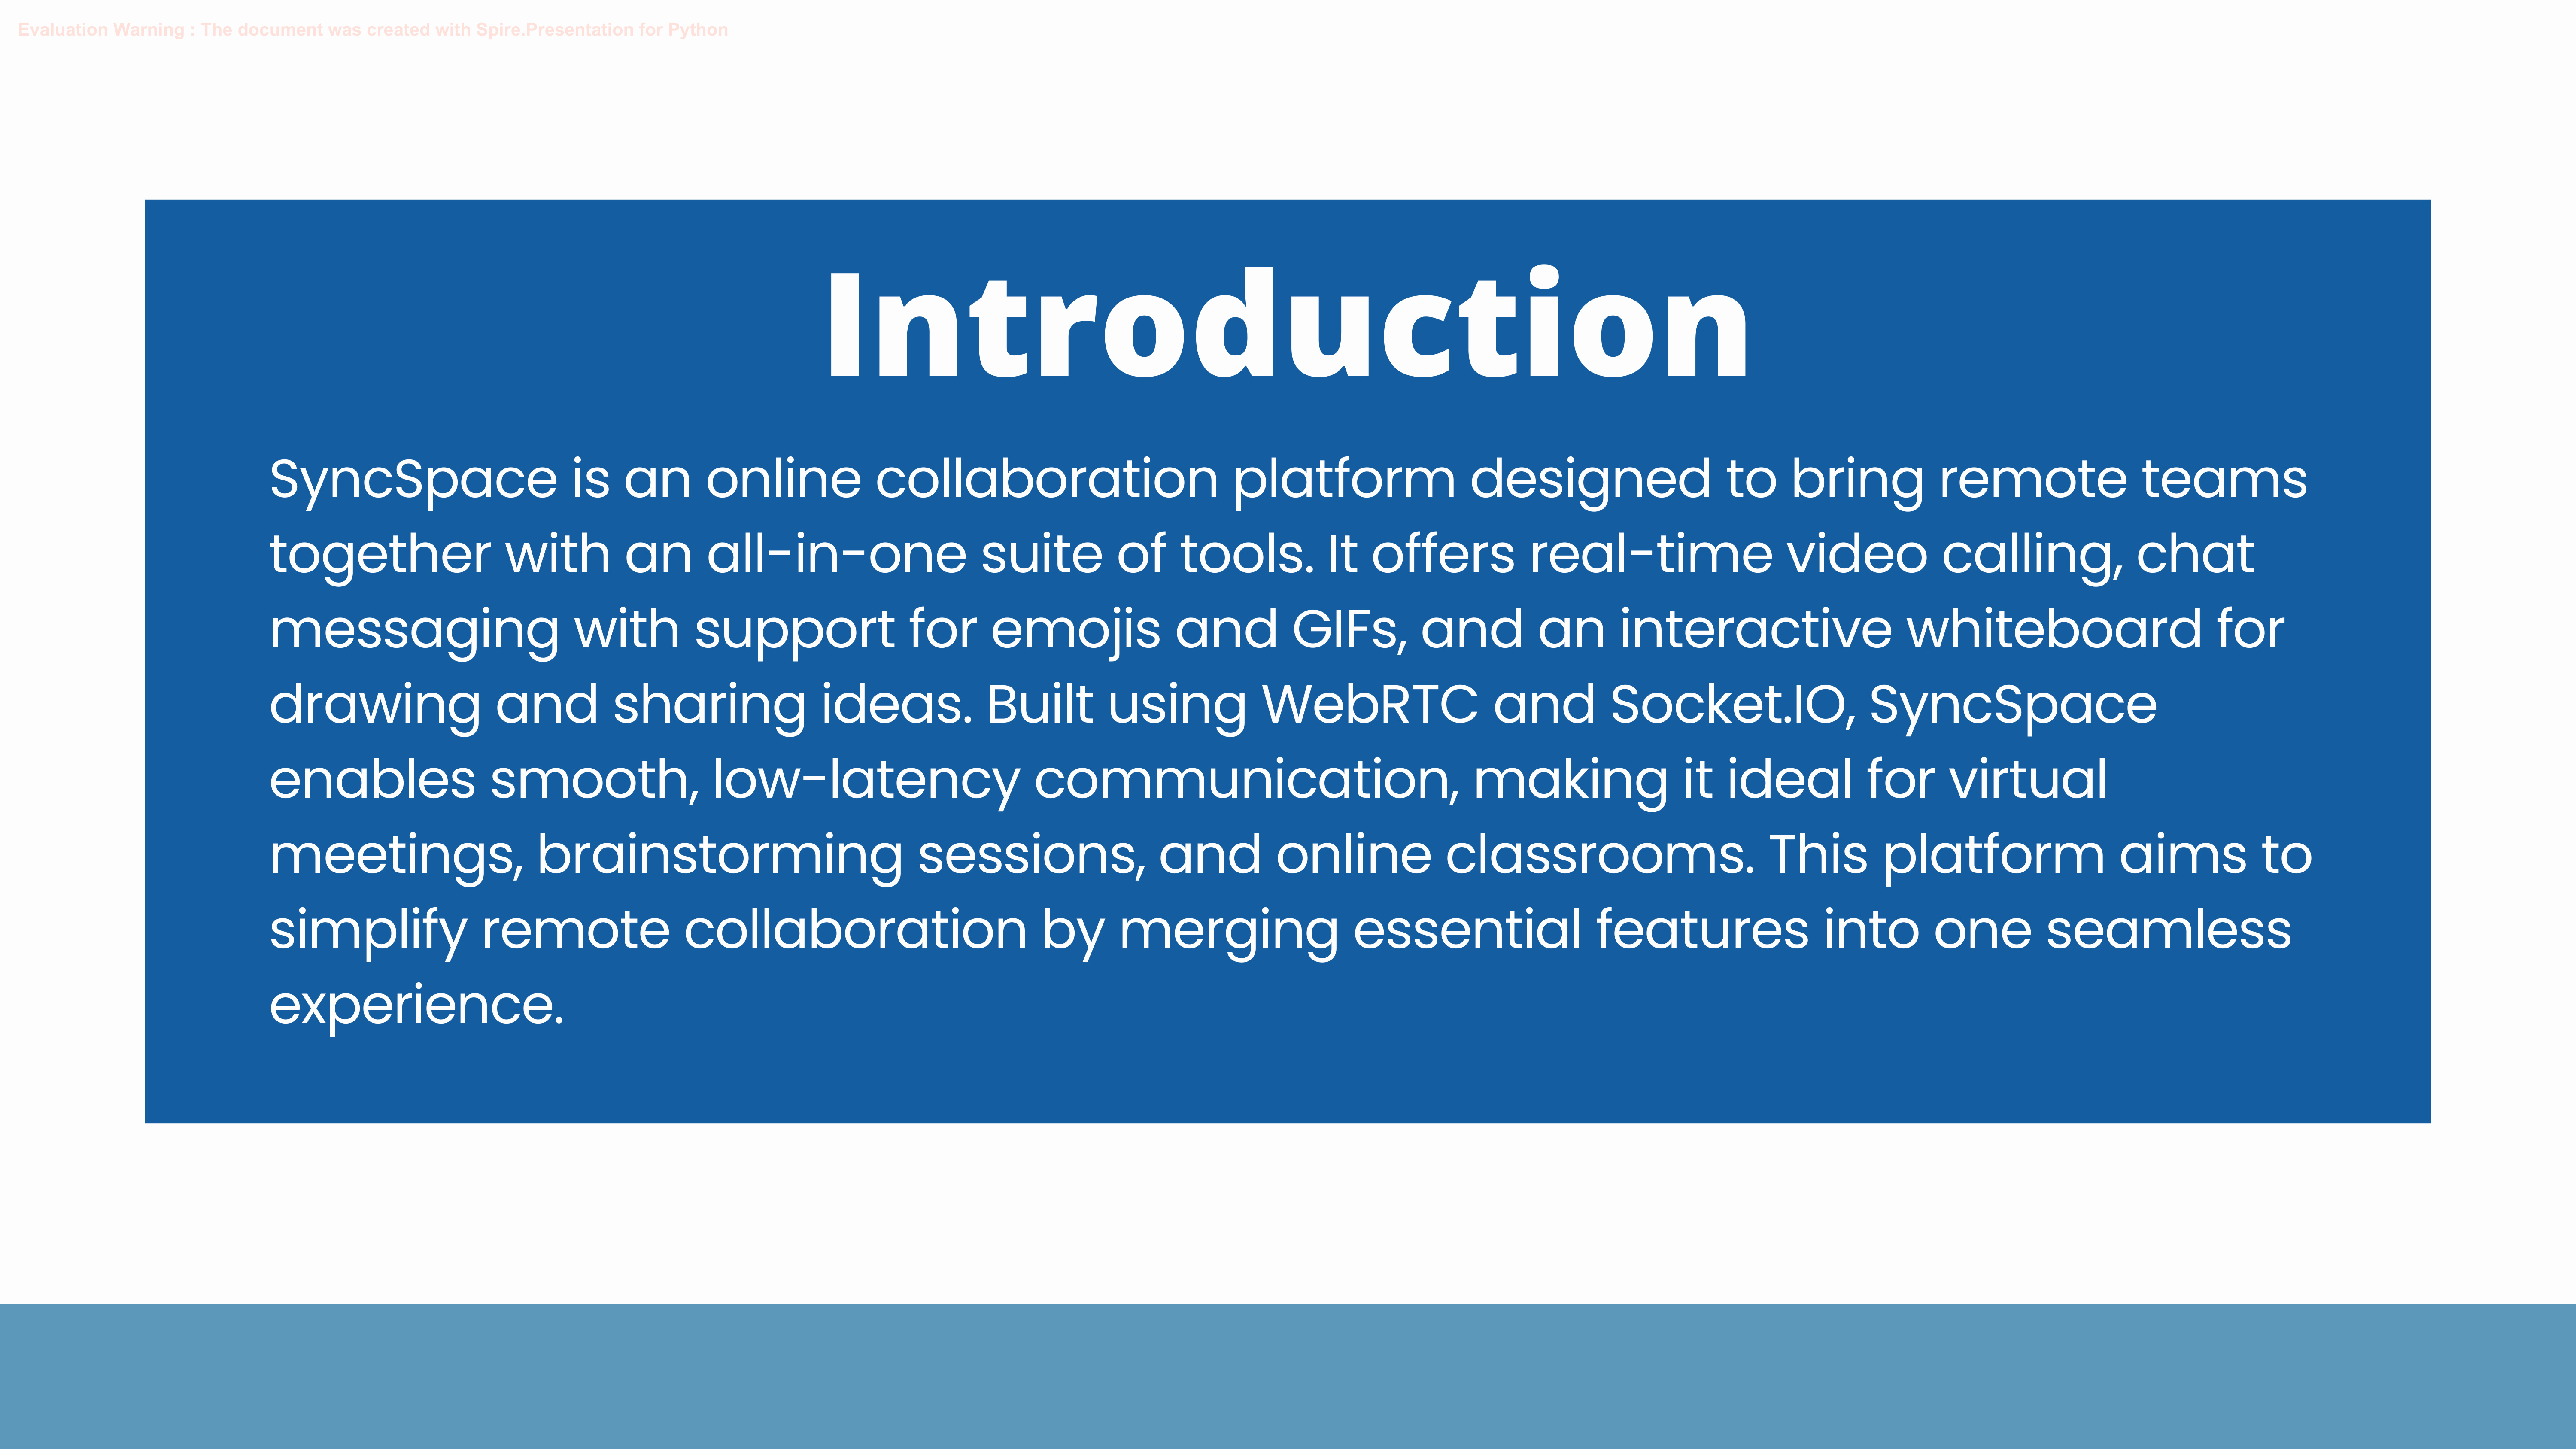 Evaluation Warning : The document was created with Spire.Presentation for Python
Introduction
SyncSpace is an online collaboration platform designed to bring remote teams
together with an all-in-one suite of tools. It offers real-time video calling, chat
messaging with support for emojis and GIFs, and an interactive whiteboard for
drawing and sharing ideas. Built using WebRTC and Socket.IO, SyncSpace
enables smooth, low-latency communication, making it ideal for virtual
meetings, brainstorming sessions, and online classrooms. This platform aims to
simplify remote collaboration by merging essential features into one seamless
experience.